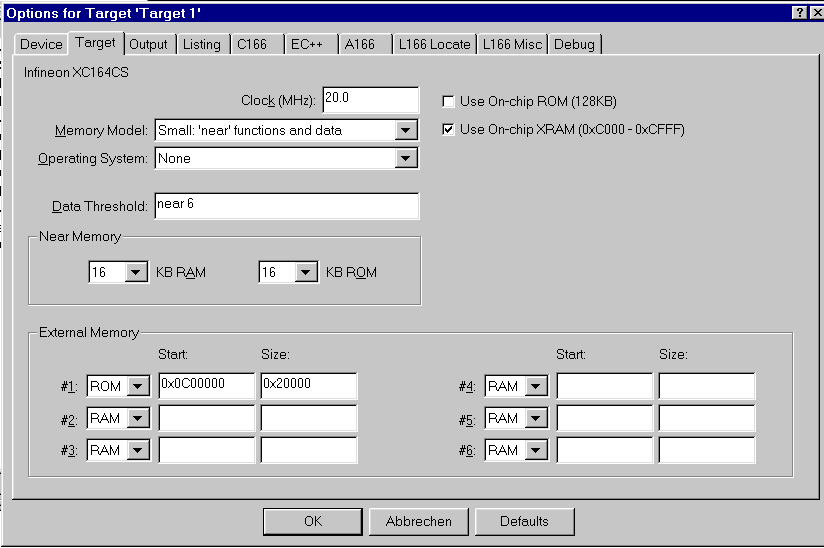 Options for Target 'Target 1'
Device Target Output Listing C166 EC++ A166 L166 Locate L166 Misc Debug
Infineon XC164CS
Clock (MHz): 20.0
Use On-chip ROM (128KB)
Memory Model: Small: 'near' functions and data
Use On-chip XRAM (0xC000 - 0xCFFF)
Operating System: None
Data Threshold: near 6
Near Memory
16 KB RAM 16 KB ROM
External Memory
Start: Size: Start: Size:
#1: ROM 0x0C00000 0x20000 #4: RAM
#2: RAM #5: RAM
#3: RAM #6: RAM
OK Abbrechen Defaults